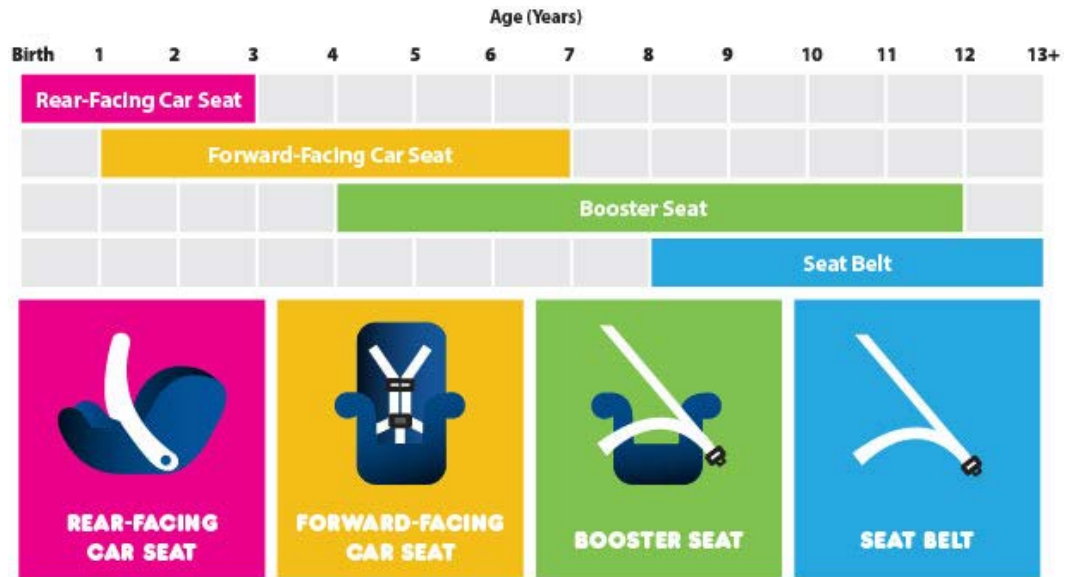 Age (Years)
Birth 1 2 3 4 5 6 7 8 9 10 11 12 13+
Rear-Facing Car Seat
Forward-Facing Car Seat
Booster Seat
Seat Belt
REAR-FACING
CAR SEAT
FORWARD-FACING
CAR SEAT
BOOSTER SEAT
SEAT BELT